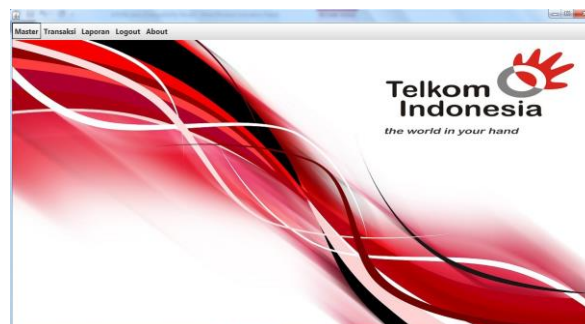 Master Transaksi Laporan Logout About
Telkom
Indonesia
the world in your hand